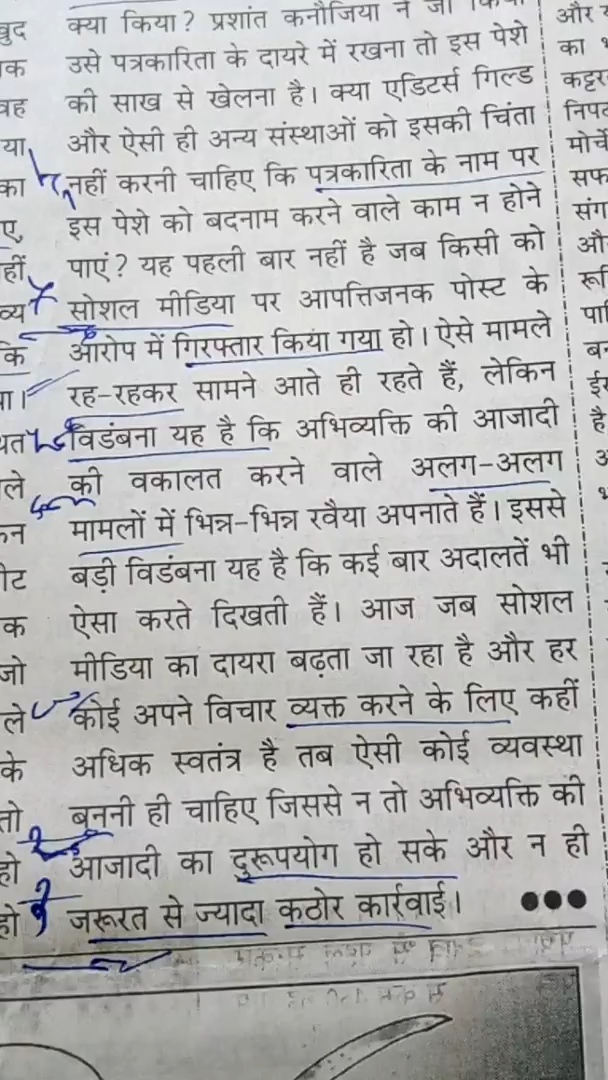 क्या किया? प्रशांत कनौजिया ने जो किया
उसे पत्रकारिता के दायरे में रखना तो इस पेशे
की साख से खेलना है। क्या एडिटर्स गिल्ड
और ऐसी ही अन्य संस्थाओं को इसकी चिंता
नहीं करनी चाहिए कि पत्रकारिता के नाम पर
इस पेशे को बदनाम करने वाले काम न होने
पाएं? यह पहली बार नहीं है जब किसी को
सोशल मीडिया पर आपत्तिजनक पोस्ट के
आरोप में गिरफ्तार किया गया हो। ऐसे मामले
रह-रहकर सामने आते ही रहते हैं, लेकिन
विडंबना यह है कि अभिव्यक्ति की आजादी
की वकालत करने वाले अलग-अलग
मामलों में भिन्न-भिन्न रवैया अपनाते हैं। इससे
बड़ी विडंबना यह है कि कई बार अदालतें भी
ऐसा करते दिखती हैं। आज जब सोशल
मीडिया का दायरा बढ़ता जा रहा है और हर
कोई अपने विचार व्यक्त करने के लिए कहीं
अधिक स्वतंत्र है तब ऐसी कोई व्यवस्था
बननी ही चाहिए जिससे न तो अभिव्यक्ति की
आजादी का दुरूपयोग हो सके और न ही
जरूरत से ज्यादा कठोर कार्रवाई।